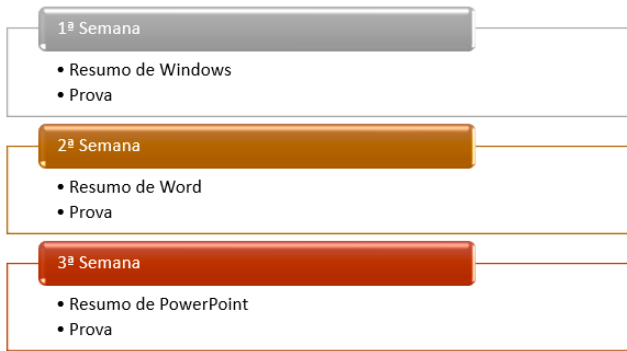 1ª Semana
• Resumo de Windows
• Prova
2ª Semana
• Resumo de Word
• Prova
3ª Semana
• Resumo de PowerPoint
• Prova